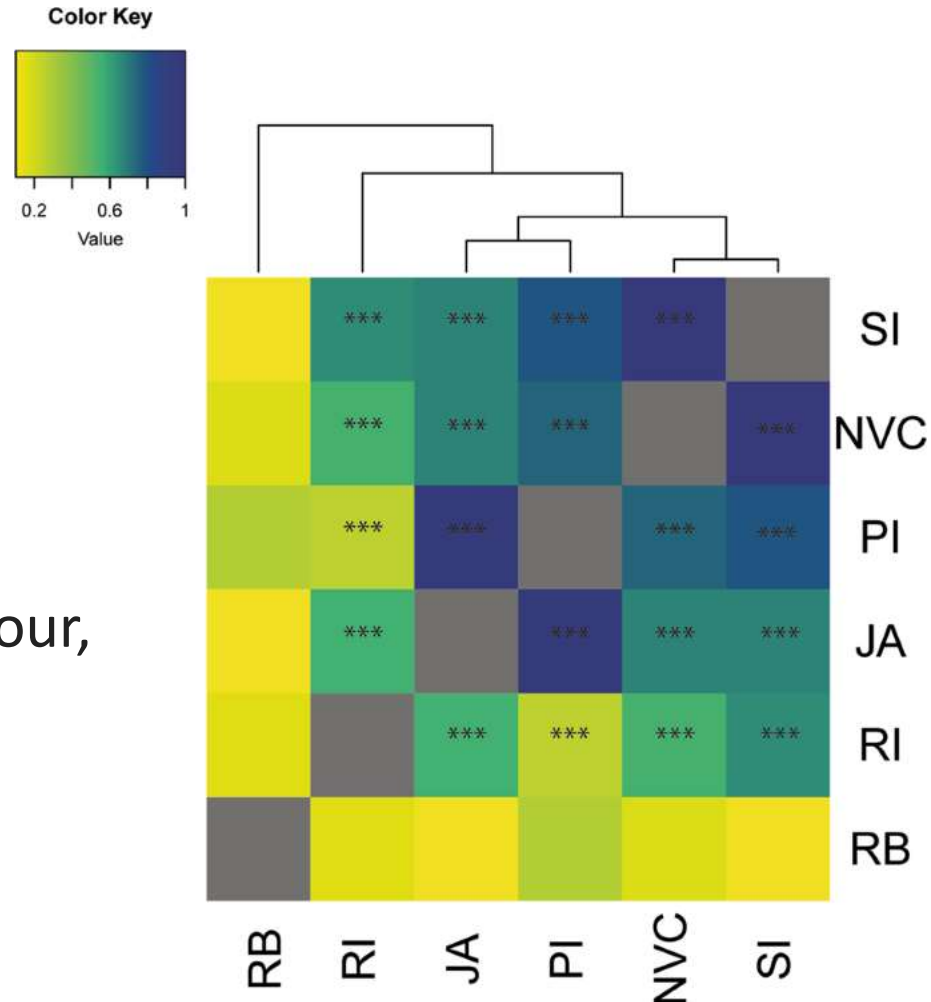 Color Key
0.2 0.6 1
Value
*** *** *** *** SI
*** *** *** *** NVC
*** *** *** *** PI
our,
*** *** *** *** JA
*** *** *** *** RI
RB
RB RI JA PI NVC SI